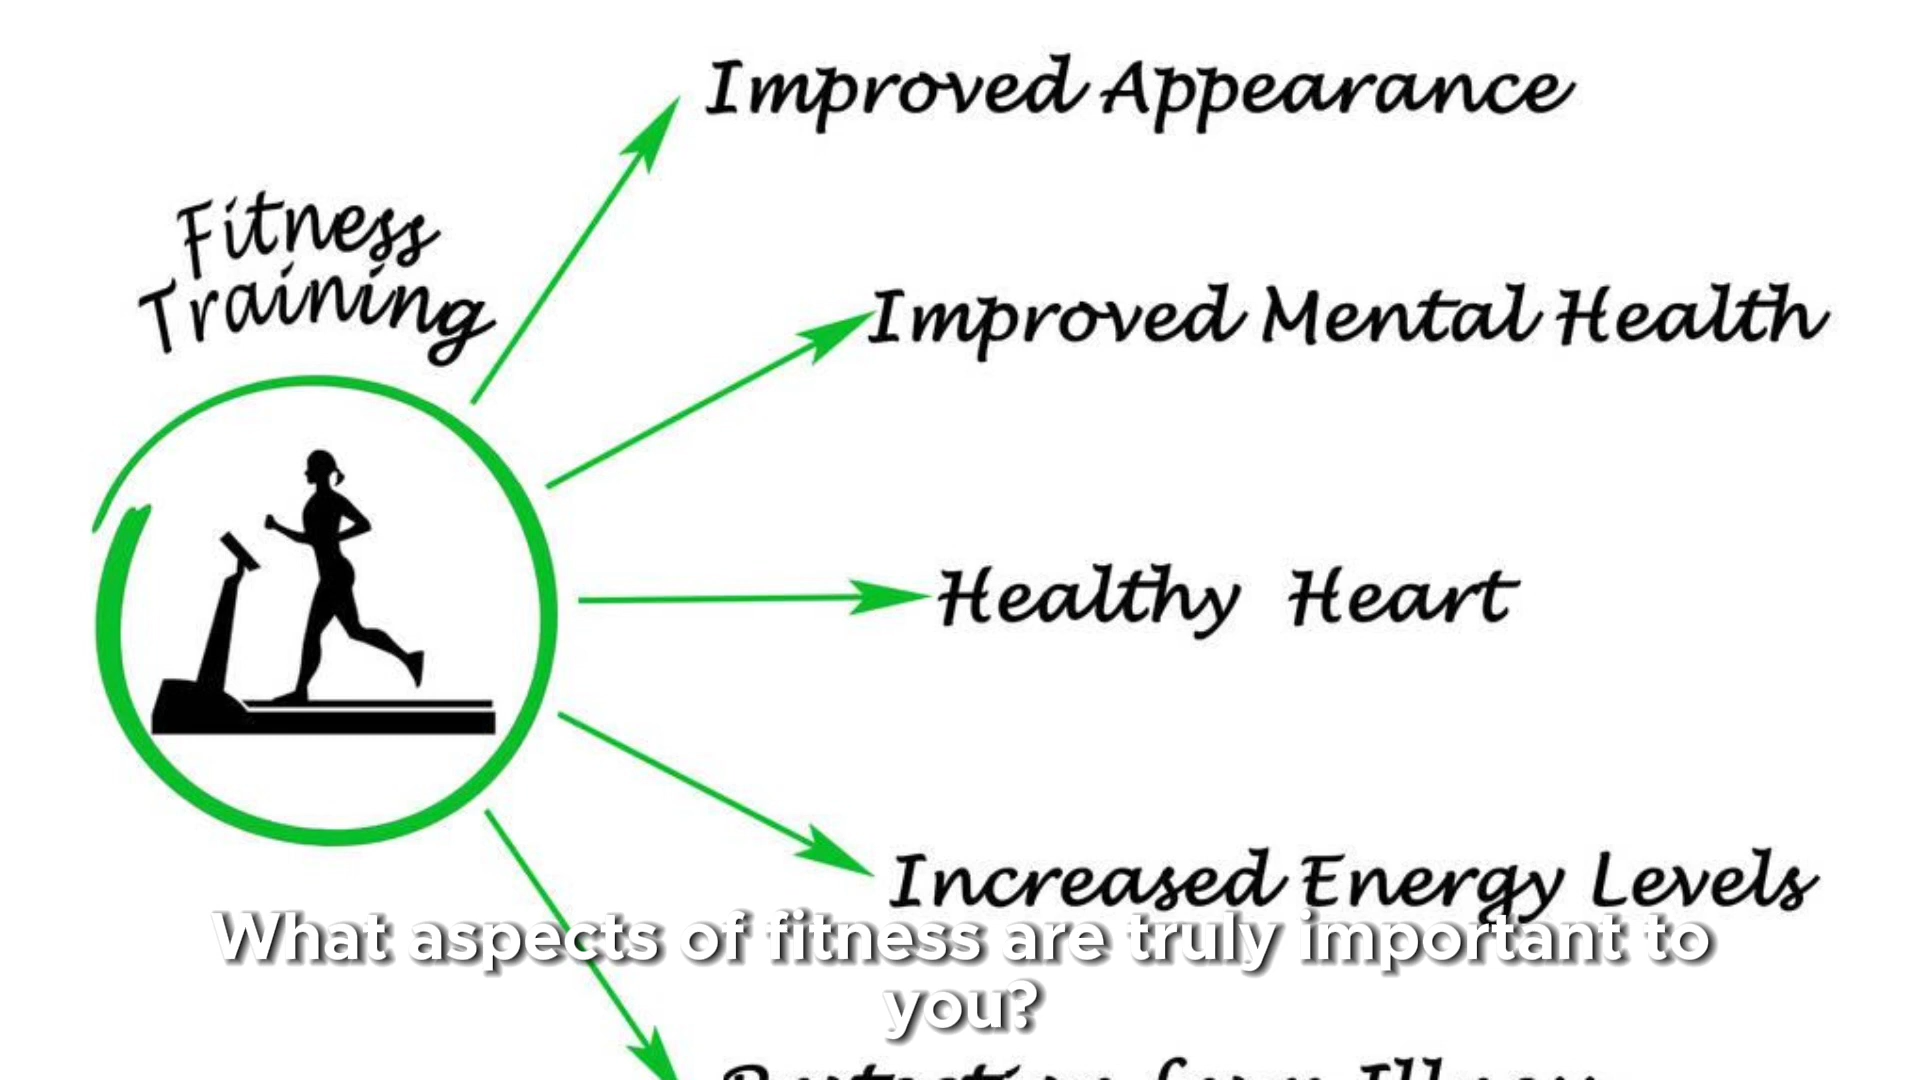 Improved Appearance
Fitness
Training
Improved Mental Health
Healthy Heart
Increased Energy Levels
What aspects of fitness are truly important to
you?